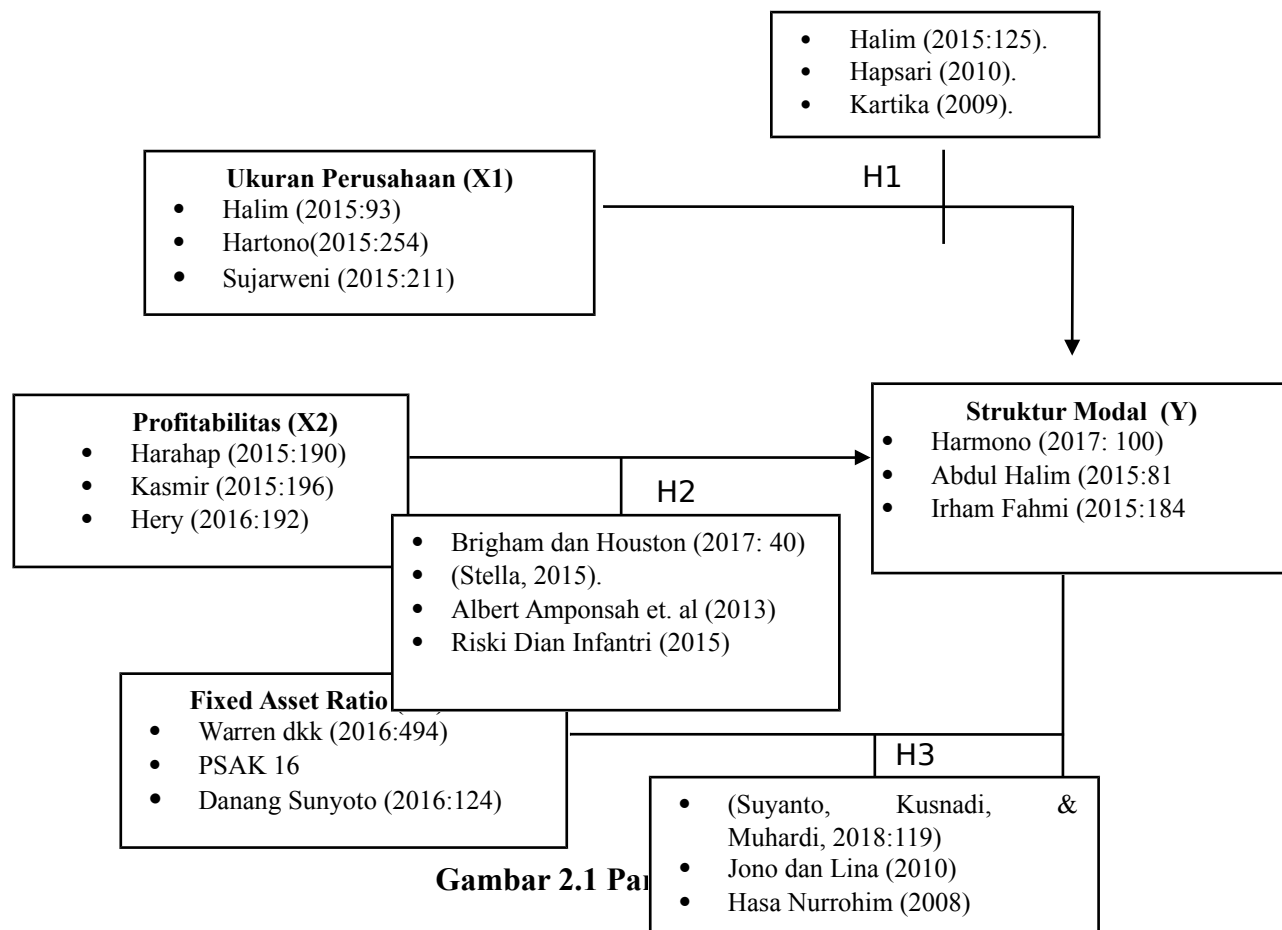 Halim (2015:125).
Hapsari (2010).
Kartika (2009).
H1
Ukuran Perusahaan (X1)
Halim (2015:93)
Hartono(2015:254)
Sujarweni (2015:211)
Profitabilitas (X2)
Harahap (2015:190)
Kasmir (2015:196)
Hery (2016:192)
Struktur Modal (Y)
Harmono (2017: 100)
Abdul Halim (2015:81
Irham Fahmi (2015:184
H2
Brigham dan Houston (2017: 40)
(Stella, 2015).
Albert Amponsah et. al (2013)
Riski Dian Infantri (2015)
Fixed Asset Ratio
Warren dkk (2016:494)
PSAK 16
Danang Sunyoto (2016:124)
H3
(Suyanto, Kusnadi, &
Muhardi, 2018:119)
Jono dan Lina (2010)
Hasa Nurrohim (2008)
Gambar 2.1